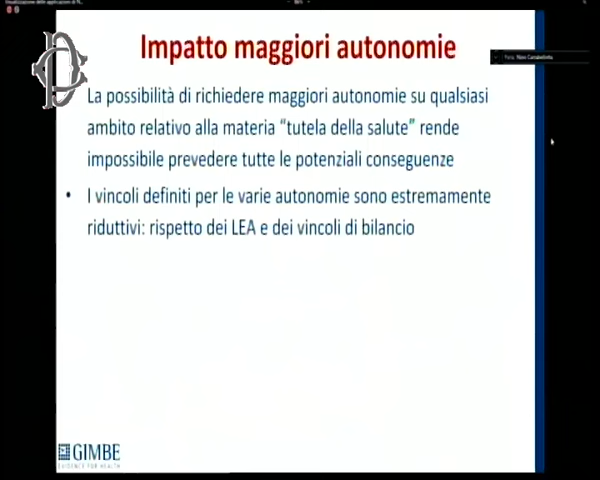 Impatto maggiori autonomie
La possibilità di richiedere maggiori autonomie su qualsiasi
ambito relativo alla materia “tutela della salute” rende
impossibile prevedere tutte le potenziali conseguenze
• I vincoli definiti per le varie autonomie sono estremamente
riduttivi: rispetto dei LEA e dei vincoli di bilancio
GIMBE
EVIDENCE FOR HEALTH